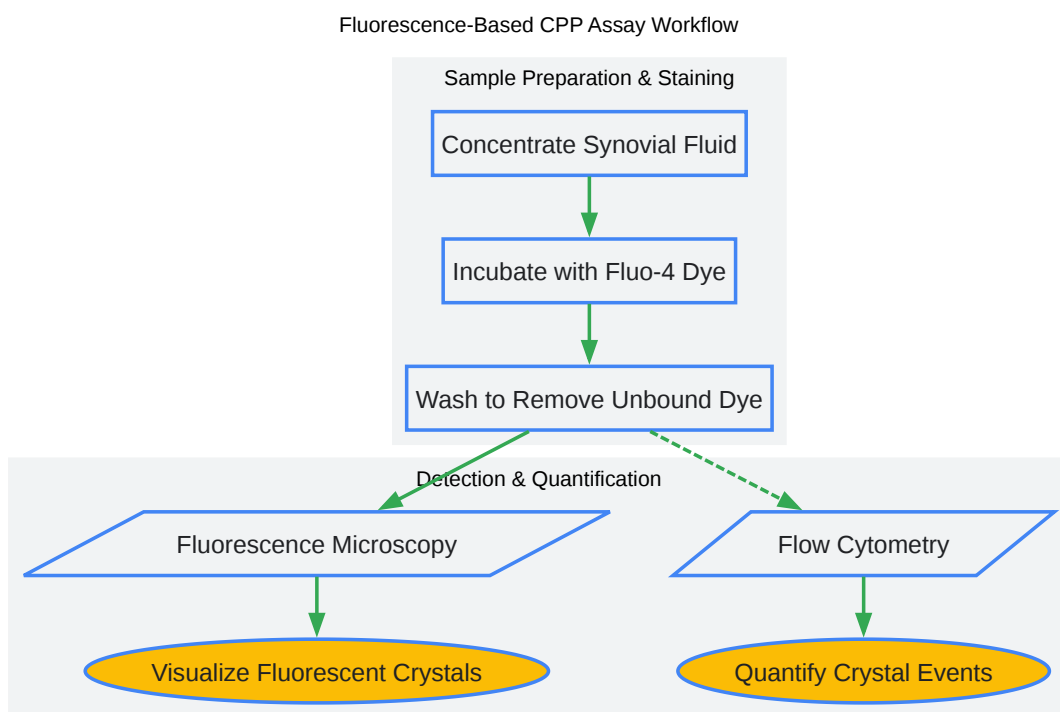 Fluorescence-Based CPP Assay Workflow
Sample Preparation & Staining
Concentrate Synovial Fluid
Incubate with Fluo-4 Dye
Wash to Remove Unbound Dye
Detection & Quantification
Fluorescence Microscopy
Flow Cytometry
Visualize Fluorescent Crystals
Quantify Crystal Events